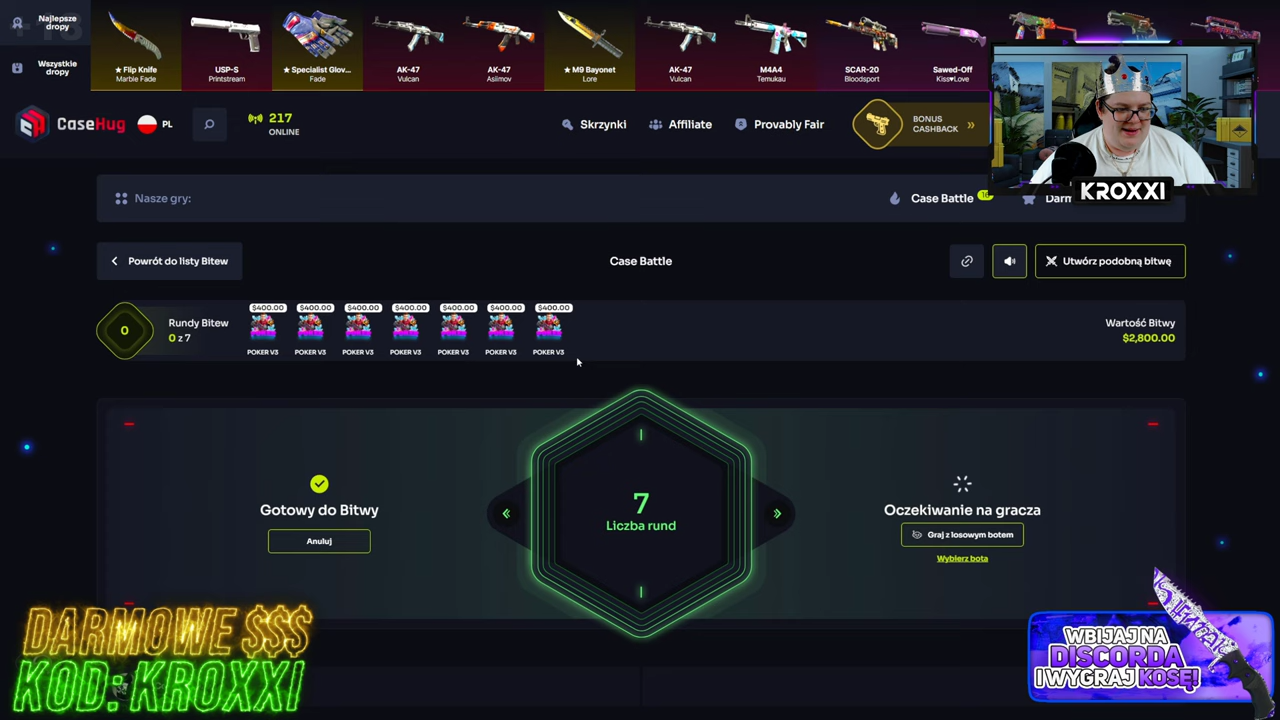 Najlepsze
dropy
Wszystkie
dropy
★ Flip Knife
Marble Fade
USP-S
Printstream
★ Specialist Glov...
Fade
AK-47
Vulcan
AK-47
Asiimov
★ M9 Bayonet
Lore
AK-47
Vulcan
M4A4
Temukau
SCAR-20
Bloodsport
Sawed-Off
Kiss♥Love
CaseHug
PL
217
ONLINE
Skrzynki
Affiliate
Provably Fair
BONUS
CASHBACK
KROXXI
Nasze gry:
Case Battle
Darm
Powrót do listy Bitew
Case Battle
Utwórz podobną bitwę
0
Rundy Bitew
0 z 7
$400.00 $400.00 $400.00 $400.00 $400.00 $400.00 $400.00
POKER V3 POKER V3 POKER V3 POKER V3 POKER V3 POKER V3 POKER V3
Wartość Bitwy
$2,800.00
Gotowy do Bitwy
Anuluj
7
Liczba rund
Oczekiwanie na gracza
Graj z losowym botem
Wybierz bota
DARMOWE $$$
KOD: KROXXI
WBIJAJ NA
DISCORDA
I WYGRAJ KOSĘ!